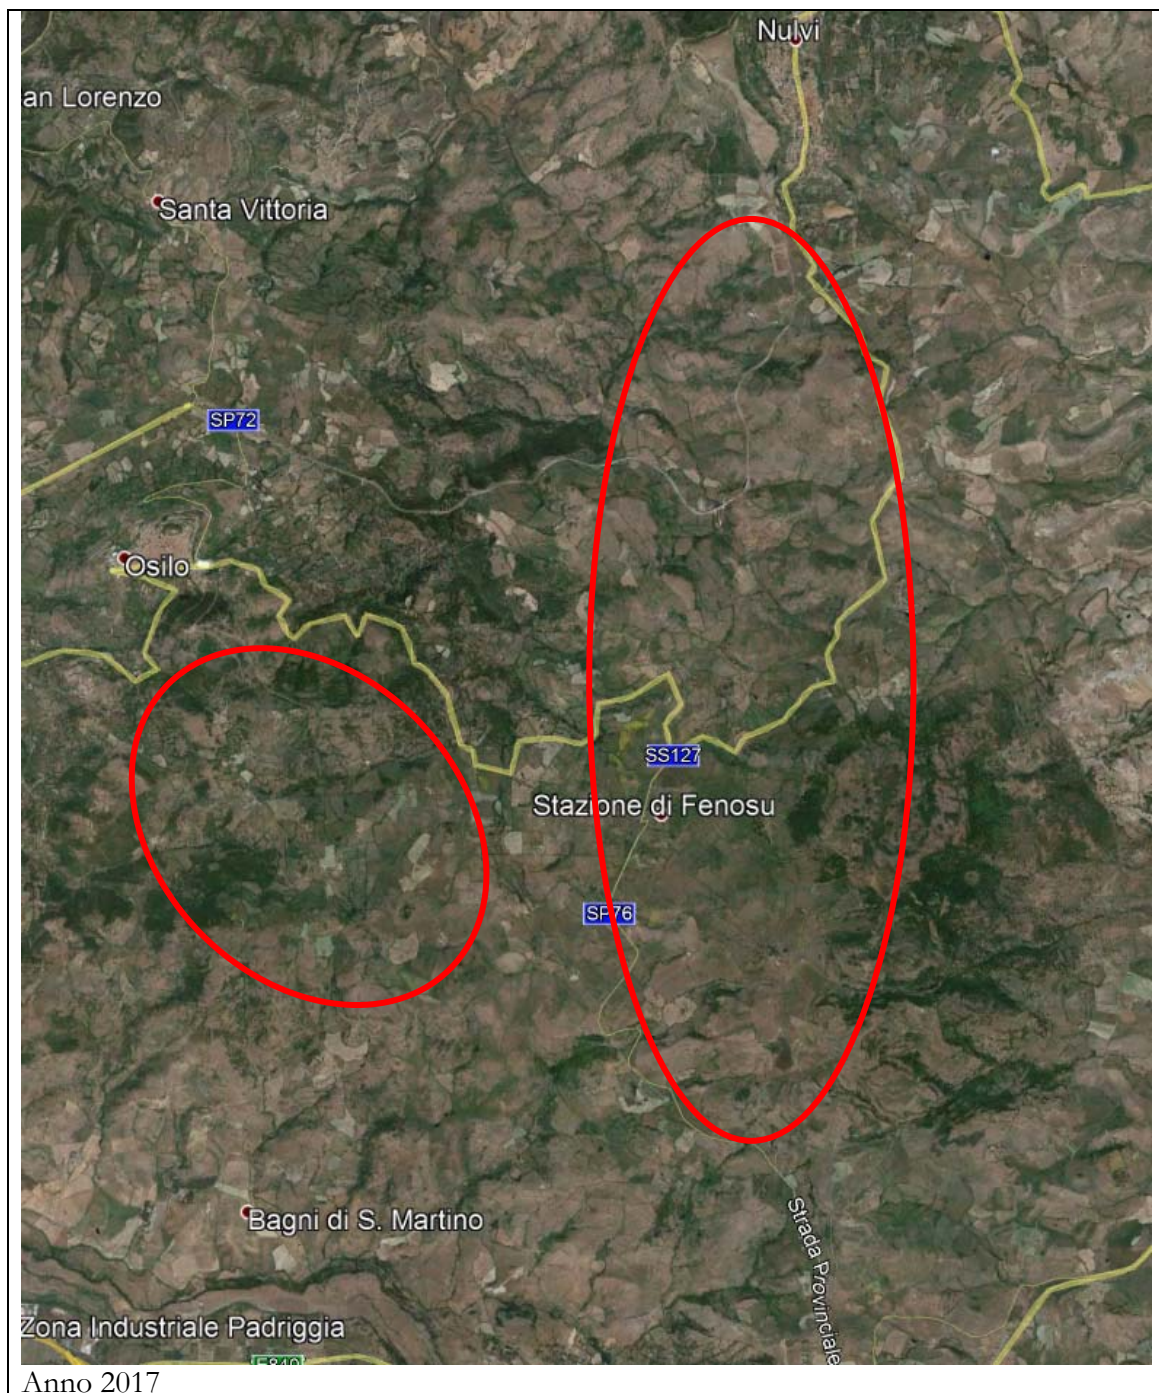 Nulvi
an Lorenzo
Santa Vittoria
SP72
Osilo
SS127
Stazione di Fenosu
SP76
Bagni di S. Martino
Strada Provinciale
Zona Industriale Padriggia
E840
Anno 2017